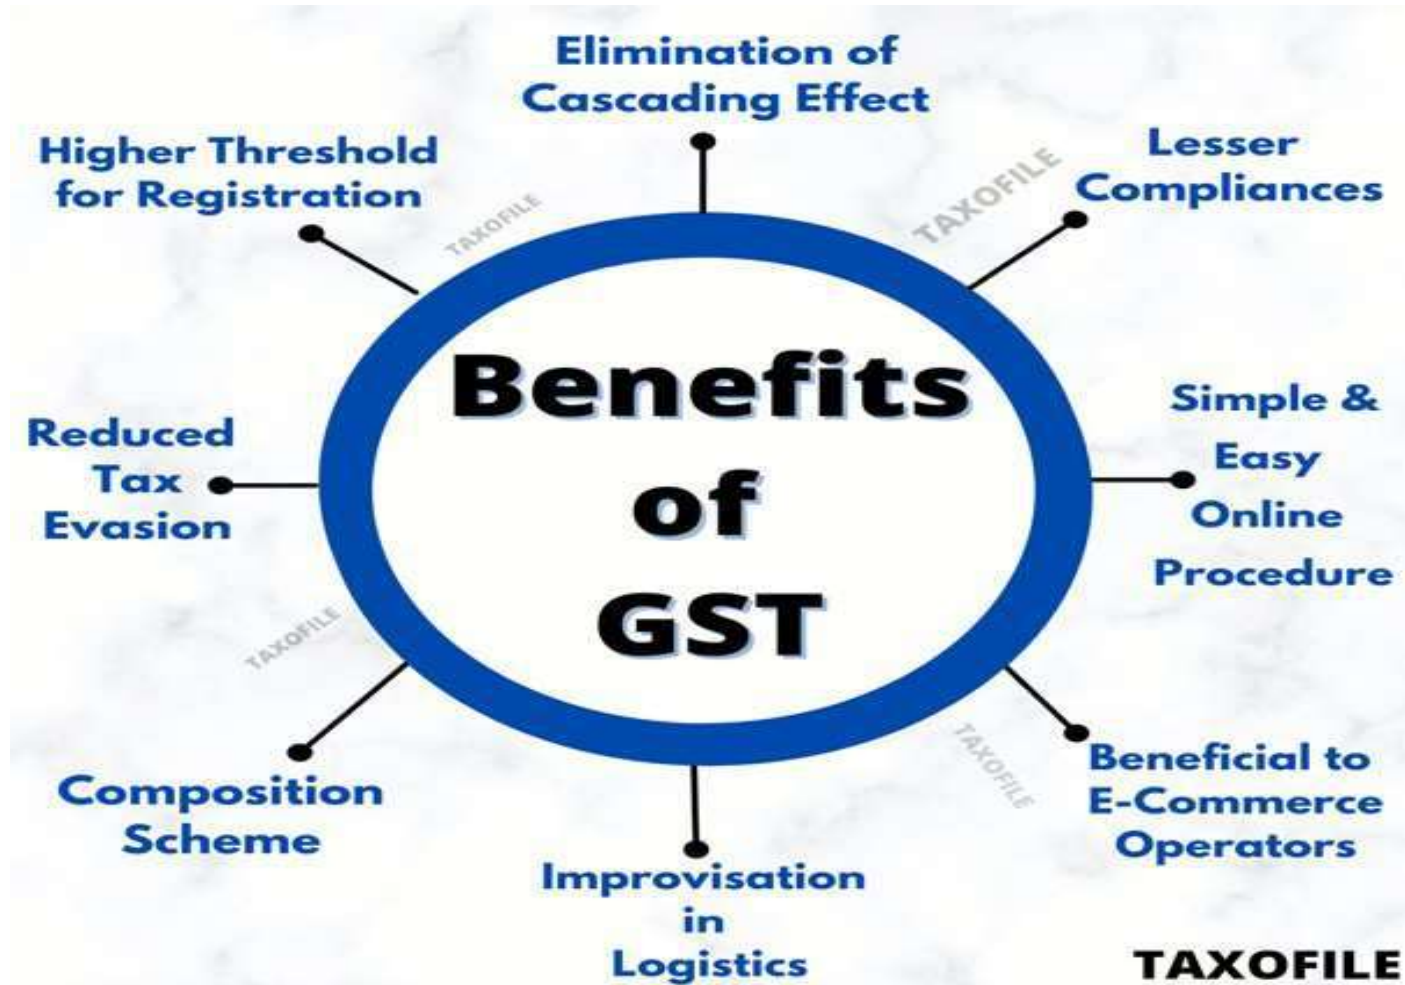 Elimination of
Cascading Effect
Lesser
Compliances
Higher Threshold
for Registration
TAXOFILE
TAXOFILE
Benefits
of
GST
Simple &
Easy
Online
Procedure
Reduced
Tax
Evasion
TAXOFILE
TAXOFILE
Beneficial to
E-Commerce
Operators
Composition
Scheme
Improvisation
in
Logistics
TAXOFILE